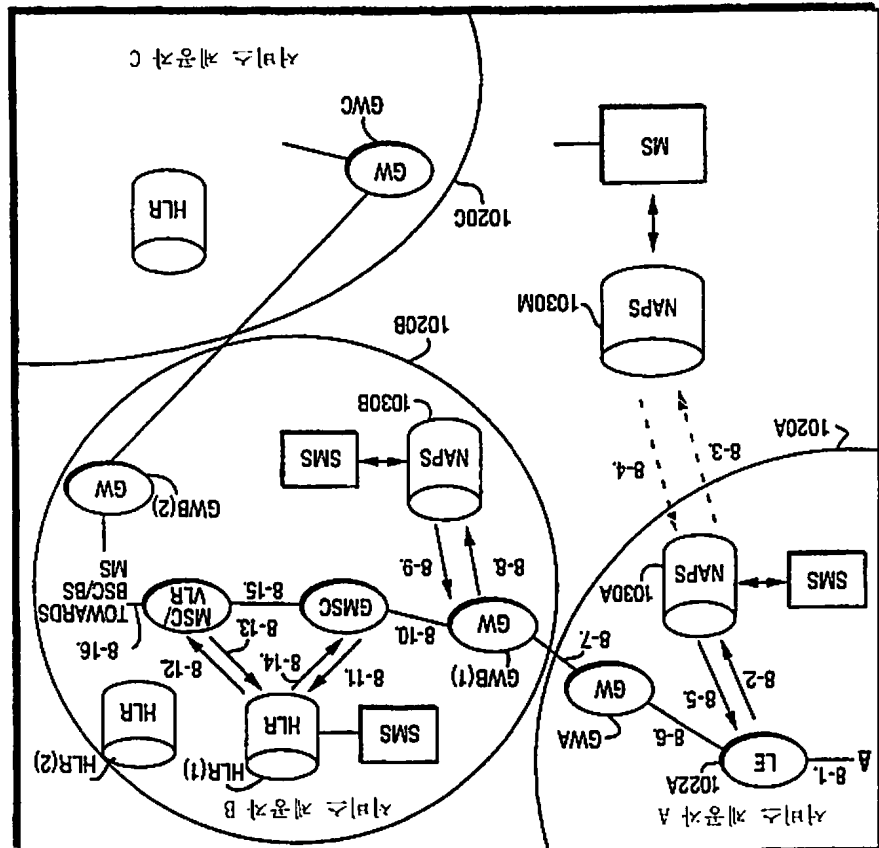 서비스 제공자 A
A
8-1.
LE
1022A
8-2.
8-5.
SMS
NAPS
1030A
1020A
8-3.
8-4.
NAPS
1030M
MS
8-6.
GW
GWA
8-7.
서비스 제공자 B
GW
GWB(1)
8-8.
8-9.
NAPS
1030B
SMS
1020B
8-10.
GMSC
SMS
HLR
HLR(1)
HLR
HLR(2)
8-11.
8-14.
8-12.
8-13.
8-15.
MSC/
VLR
8-16.
TOWARDS
BSC/BS
MS
GW
GWB(2)
1020C
GW
GWC
HLR
서비스 제공자 C